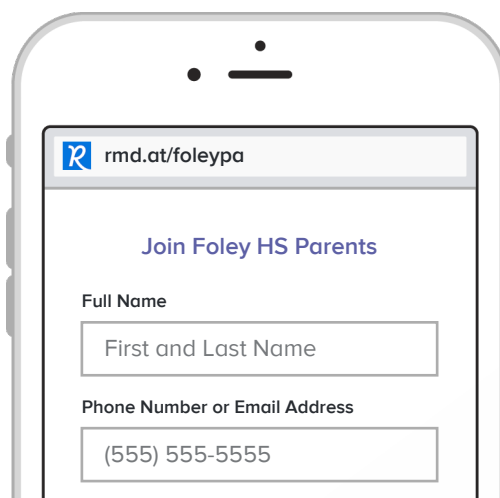 rmd.at/foleypa
Join Foley HS Parents
Full Name
First and Last Name
Phone Number or Email Address
(555) 555-5555